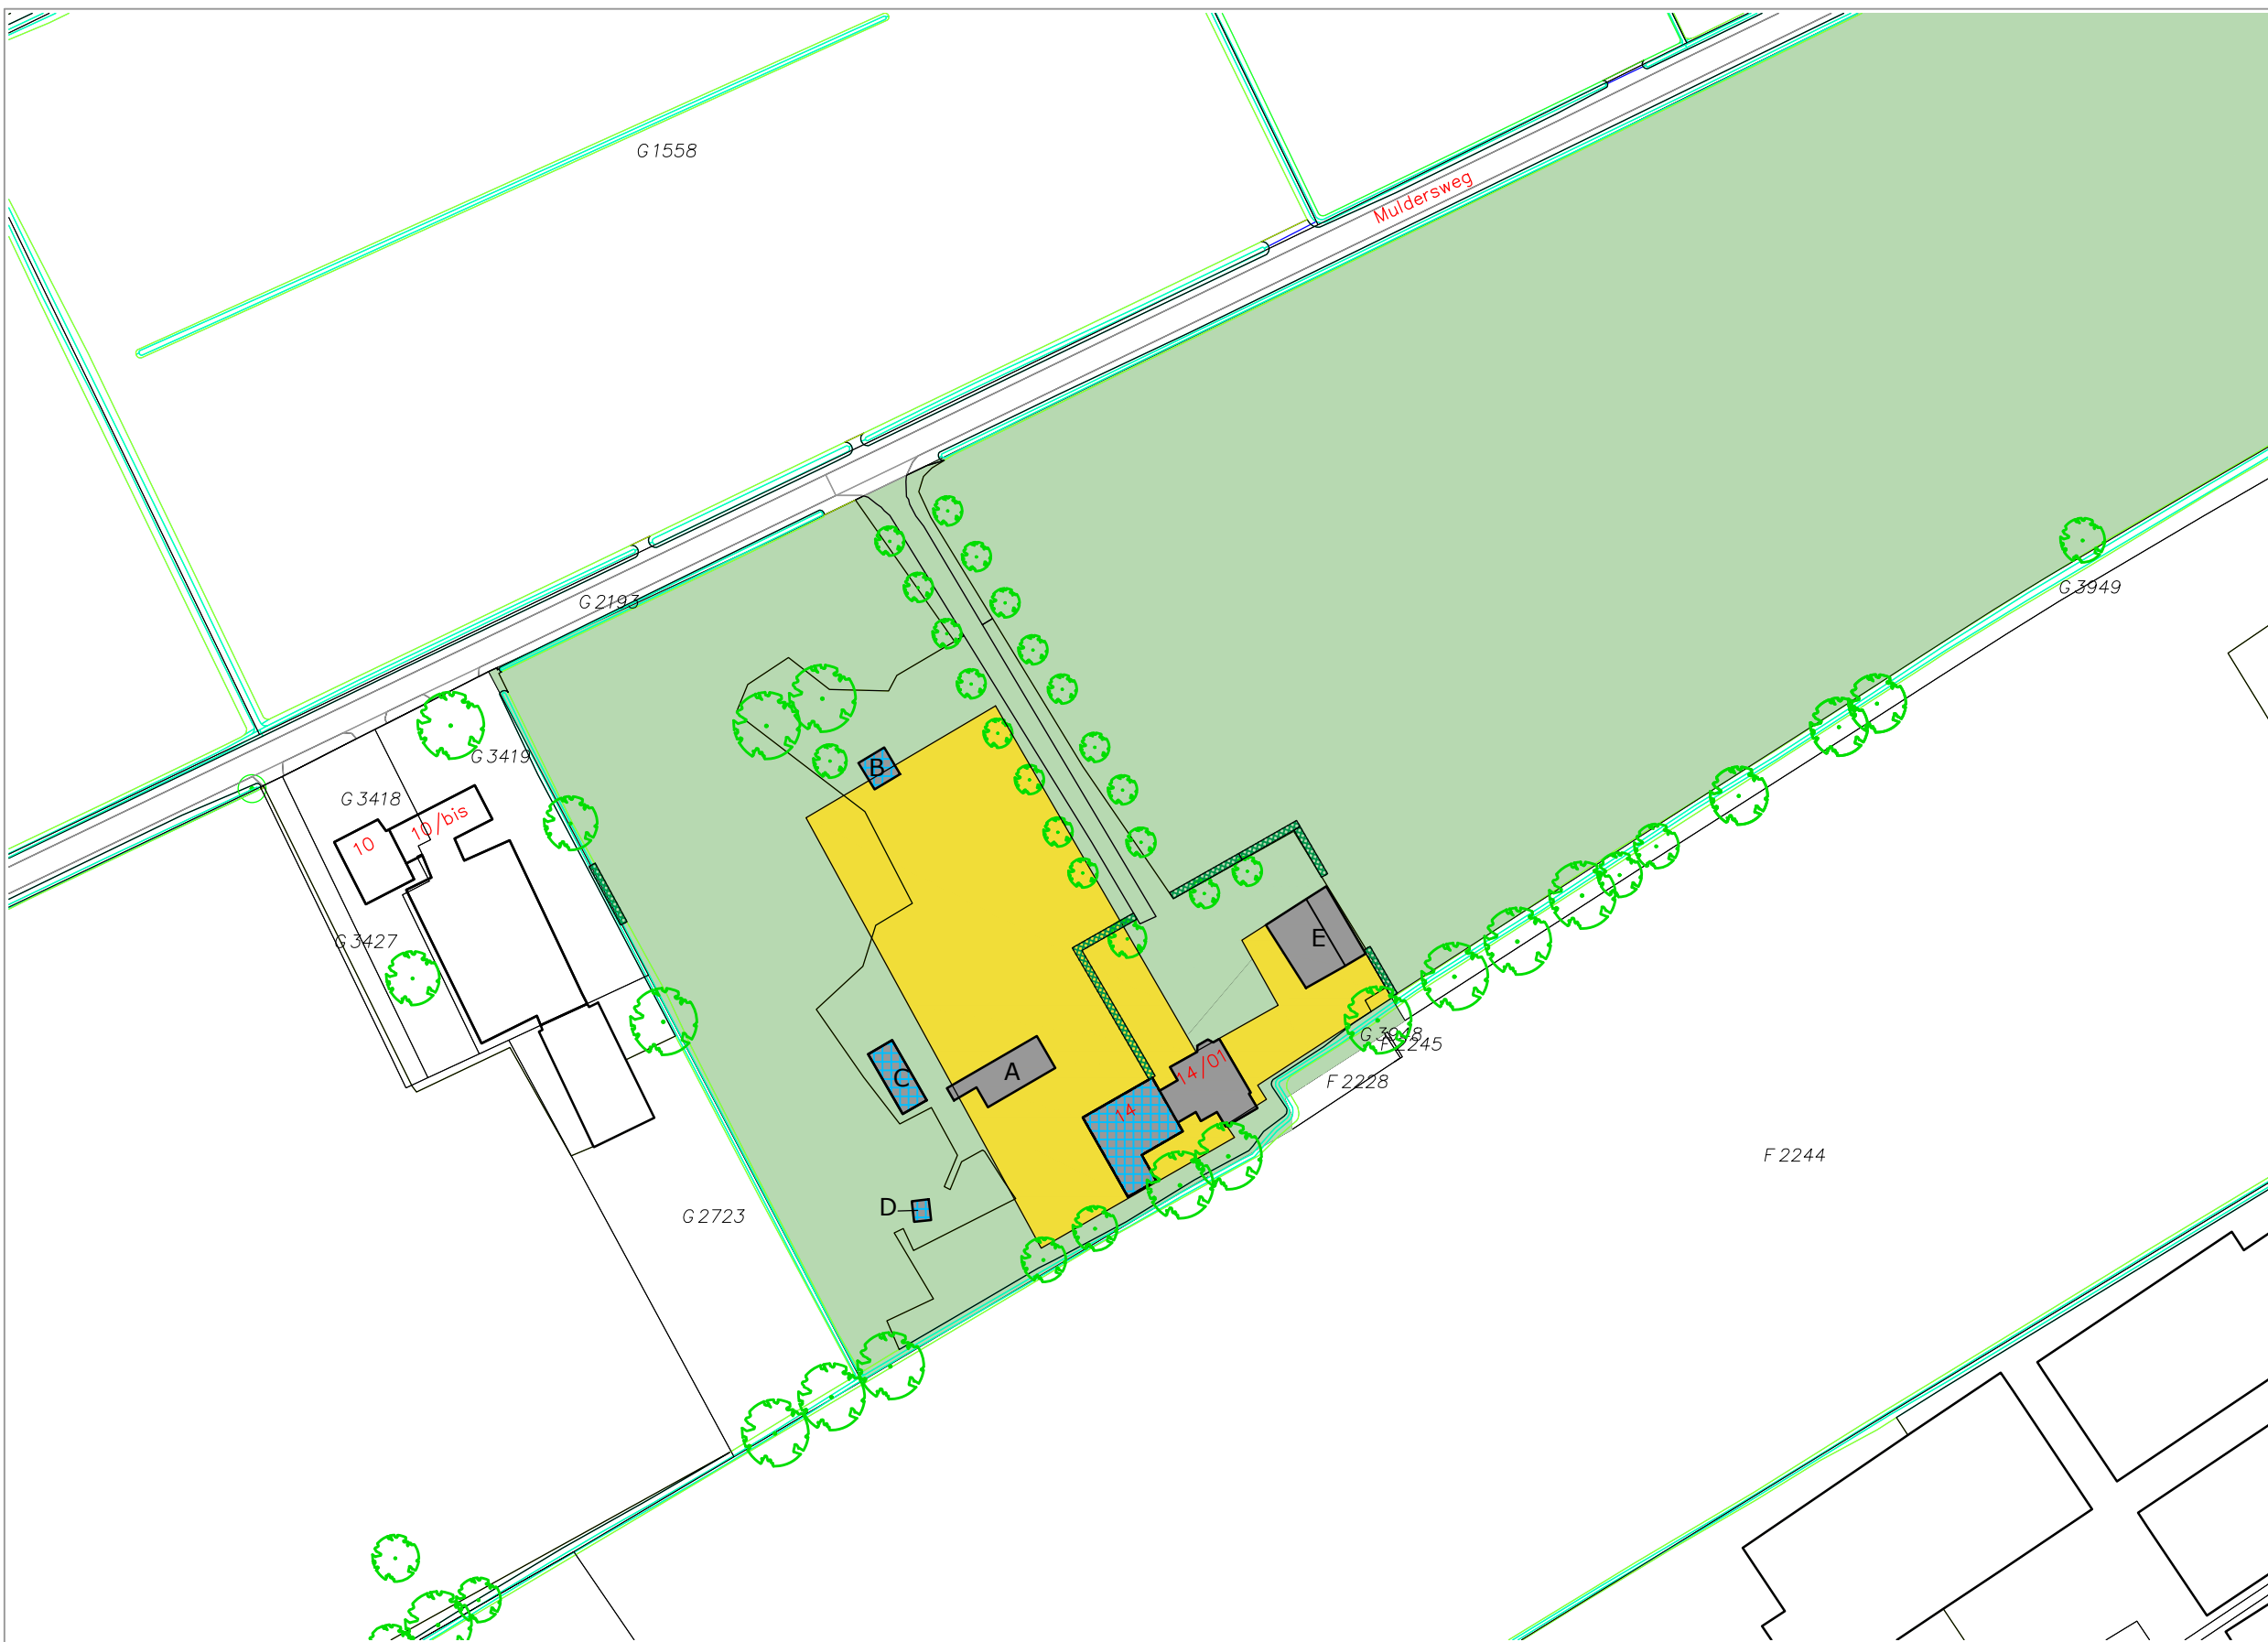 G 1558
Muldersweg
G 3949
G 2193
G 3419
G 3418
10
10/bis
B
G 3427
E
G 3948
F 2245
14/01
A
C
F 2228
14
F 2244
D
G 2723